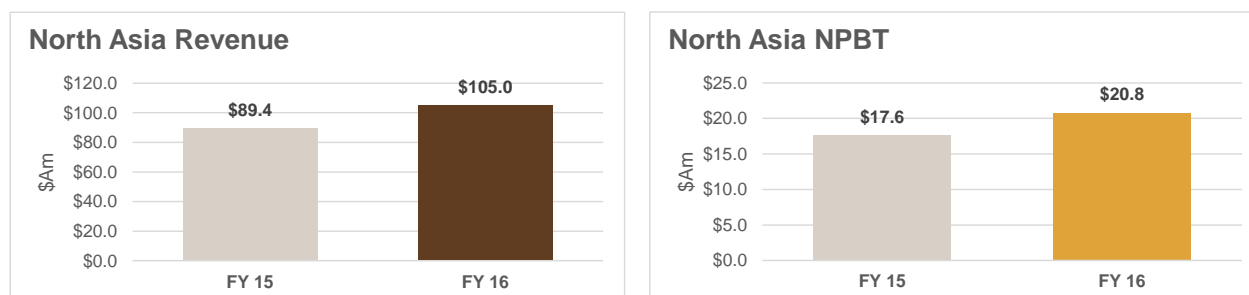 North Asia Revenue
$120.0
$100.0
$80.0
$60.0
$40.0
$20.0
$0.0
$Am
$89.4
$105.0
FY 15
FY 16
North Asia NPBT
$25.0
$20.0
$15.0
$10.0
$5.0
$0.0
$Am
$17.6
$20.8
FY 15
FY 16